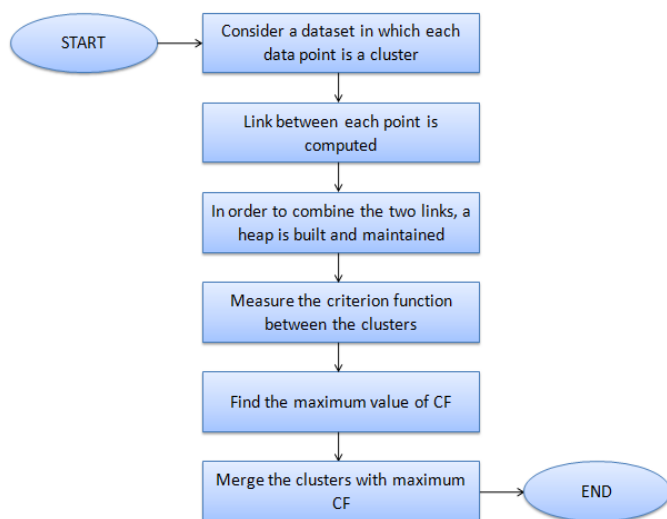 START
Consider a dataset in which each
data point is a cluster
Link between each point is
computed
In order to combine the two links, a
heap is built and maintained
Measure the criterion function
between the clusters
Find the maximum value of CF
Merge the clusters with maximum
CF
END